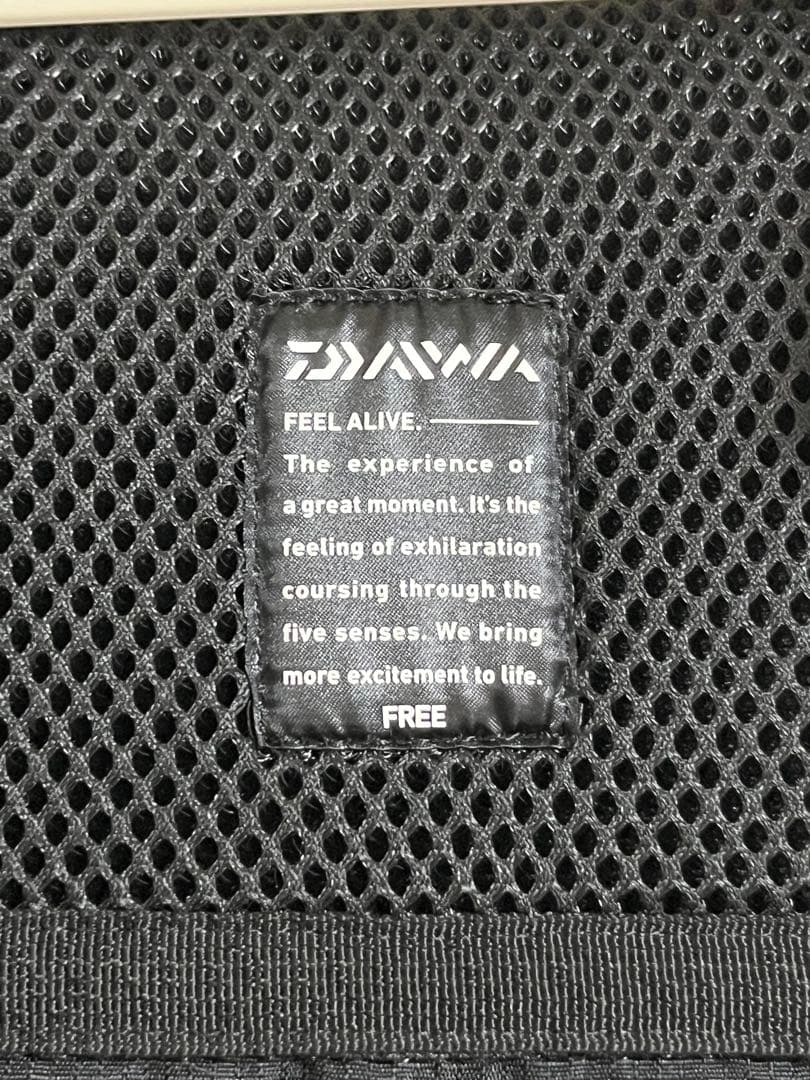 DAIWA
FEEL ALIVE.
The experience of
a great moment. It's the
feeling of exhilaration
coursing through the
five senses. We bring
more excitement to life.
FREE